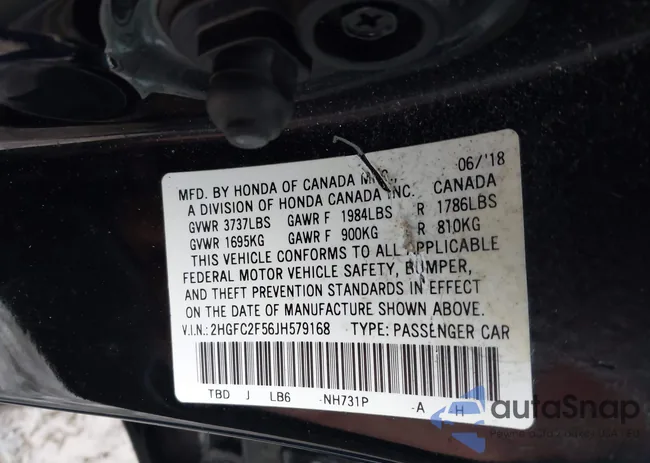 06/'18
MFD. BY HONDA OF CANADA MFG., CANADA
A DIVISION OF HONDA CANADA INC.
GVWR 3737LBS GAWR F 1984LBS R 1786LBS
GVWR 1695KG GAWR F 900KG R 810KG
THIS VEHICLE CONFORMS TO ALL APPLICABLE
FEDERAL MOTOR VEHICLE SAFETY, BUMPER,
AND THEFT PREVENTION STANDARDS IN EFFECT
ON THE DATE OF MANUFACTURE SHOWN ABOVE.
V.I.N.: 2HGFC2F56JH579168 TYPE: PASSENGER CAR
TBD J LB6 -NH731P -A H
autaSnap